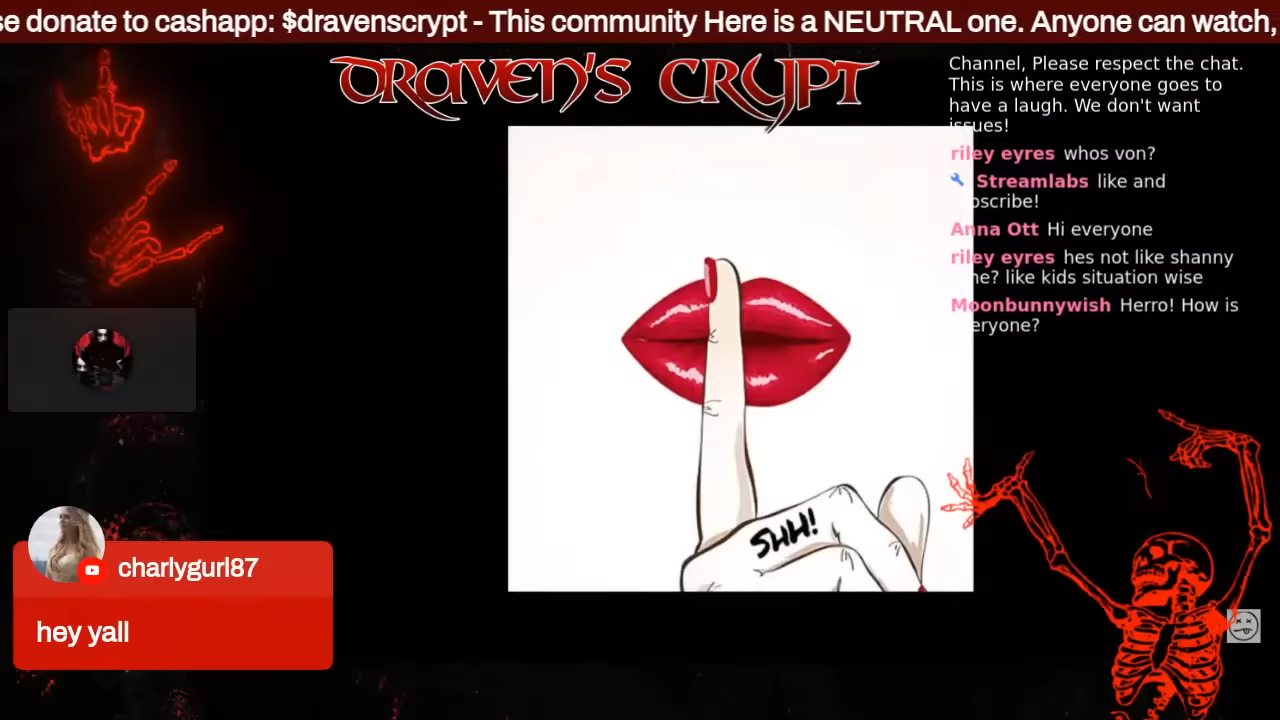 se donate to cashapp: $dravenscrypt - This community Here is a NEUTRAL one. Anyone can watch,
DRAVEN'S CRYPT
Channel, Please respect the chat.
This is where everyone goes to
have a laugh. We don't want
issues!
riley eyres whos von?
Streamlabs like and
oscribe!
Anna Ott Hi everyone
riley eyres hes not like shanny
ne? like kids situation wise
Moonbunnywish Herro! How is
eryone?
SHH!
charlygurl87
hey yall